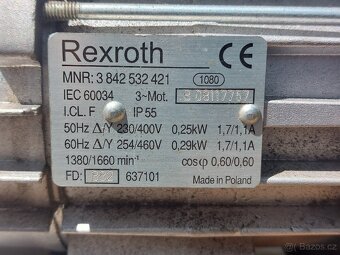 Rexroth CE
MNR: 3 842 532 421 1080
IEC 60034 3~Mot.
I.CL. F IP 55
50Hz Δ/Y 230/400V 0,25kW 1,7/1,1A
60Hz Δ/Y 254/460V 0,29kW 1,7/1,1A
1380/1660 min⁻¹ cosφ 0,60/0,60
FD: 637101 Made in Poland